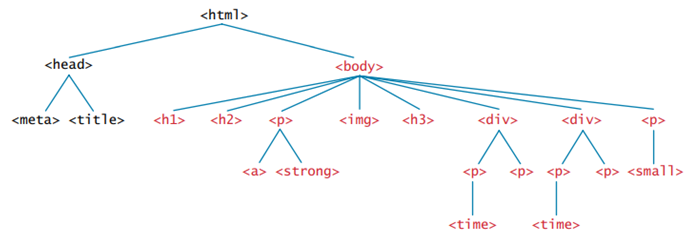 <html>
<head> <body>
<meta> <title> <h1> <h2> <p> <img> <h3> <div> <div> <p>
<a> <strong> <p> <p> <p> <p> <small>
<time> <time>